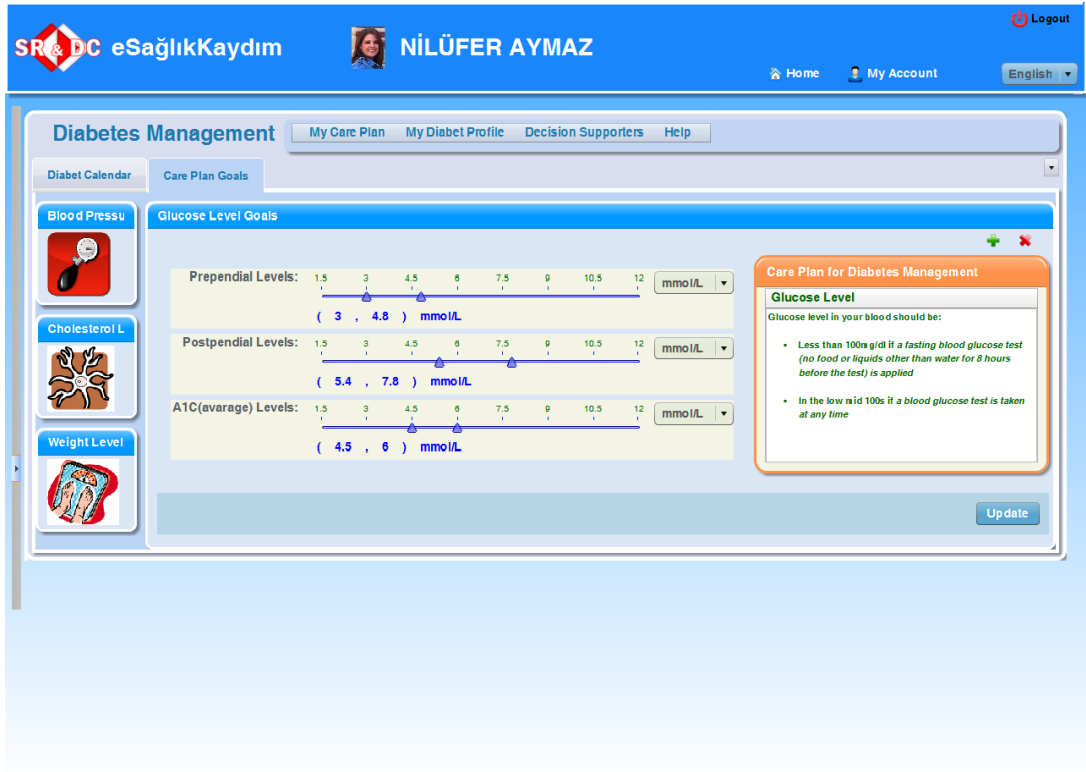 Logout
SR&DC eSağlıkKaydım
NİLÜFER AYMAZ
Home My Account English
Diabetes Management My Care Plan My Diabet Profile Decision Supporters Help
Diabet Calendar Care Plan Goals
Blood Pressu
Cholesterol L
Weight Level
Glucose Level Goals
Prependial Levels: 1.5 3 4.5 6 7.5 9 10.5 12 mmol/L
( 3 , 4.8 ) mmol/L
Postpendial Levels: 1.5 3 4.5 6 7.5 9 10.5 12 mmol/L
( 5.4 , 7.8 ) mmol/L
A1C(avarage) Levels: 1.5 3 4.5 6 7.5 9 10.5 12 mmol/L
( 4.5 , 6 ) mmol/L
Care Plan for Diabetes Management
Glucose Level
Glucose level in your blood should be:
• Less than 100mg/dl if a fasting blood glucose test
(no food or liquids other than water for 8 hours
before the test) is applied
• In the low mid 100s if a blood glucose test is taken
at any time
Update